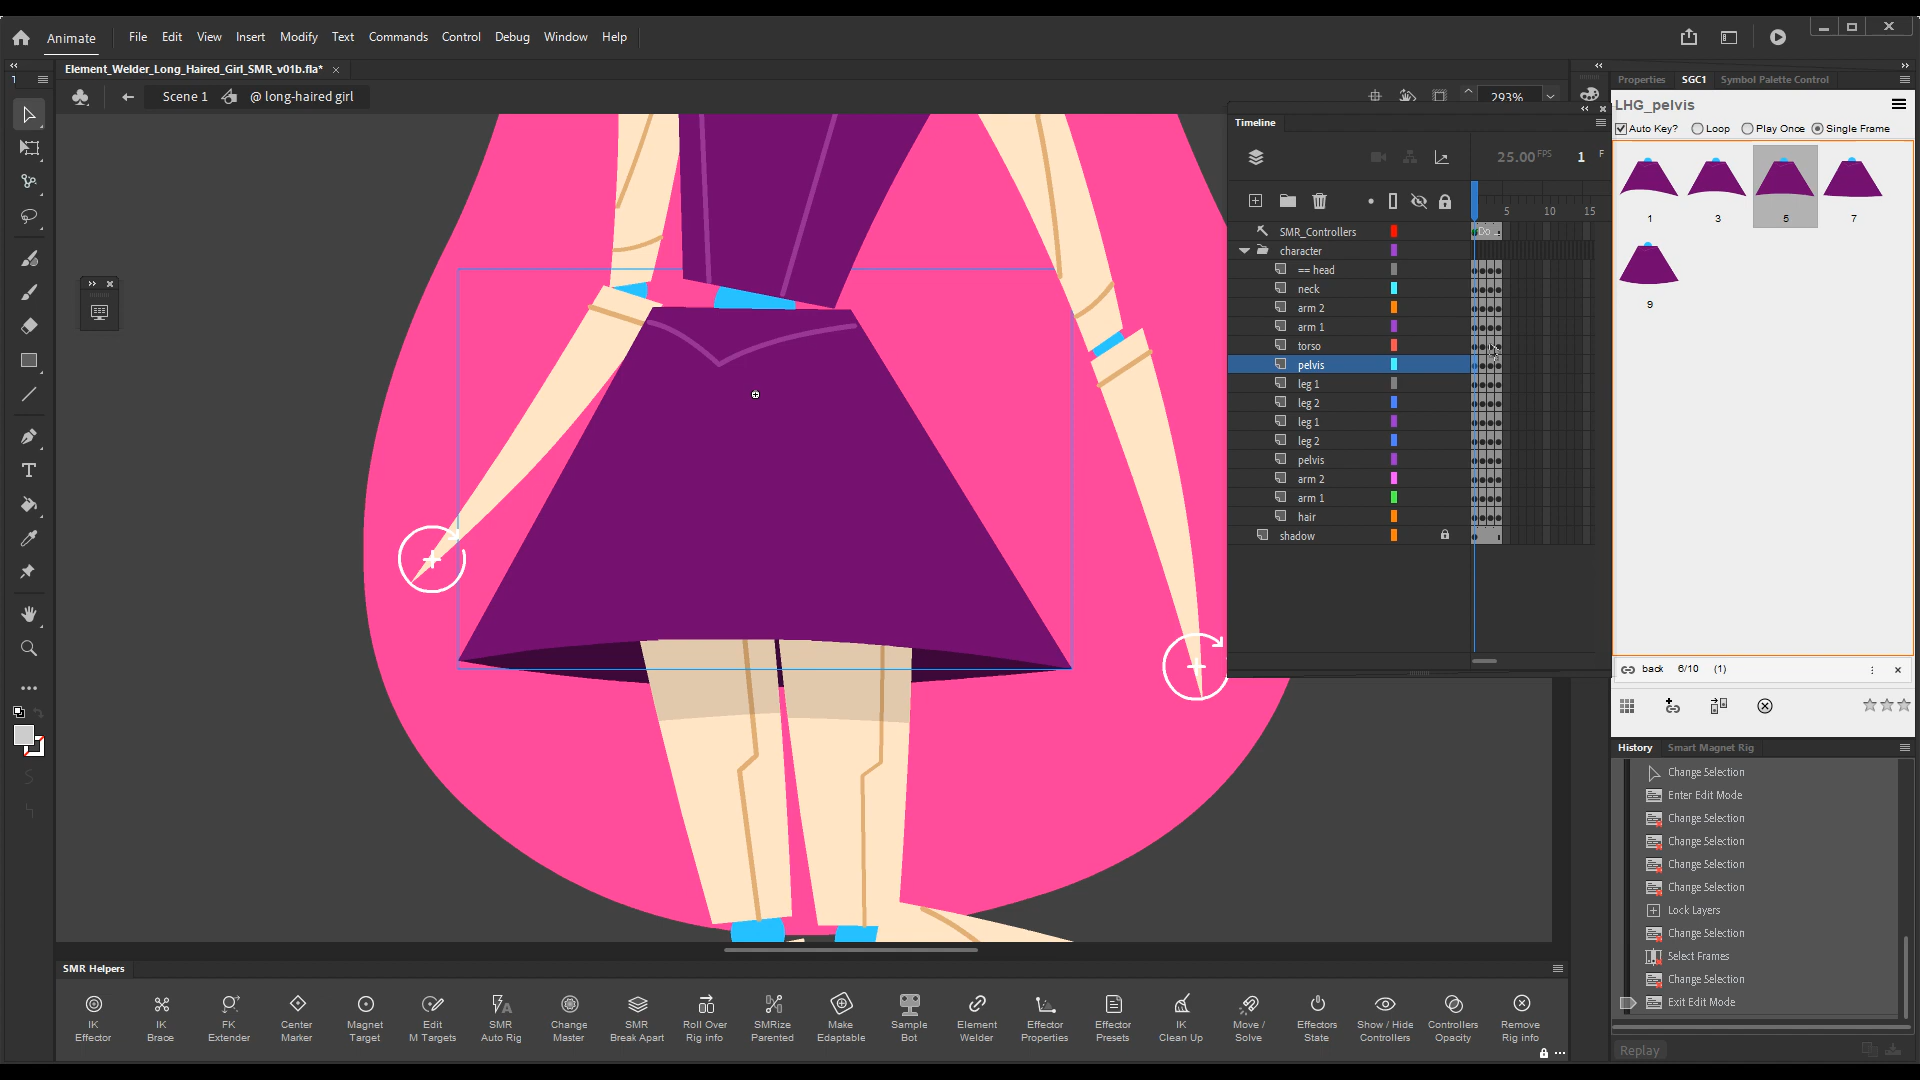 Animate
File Edit View Insert Modify Text Commands Control Debug Window Help
Element_Welder_Long_Haired_Girl_SMR_v01b.fla* ×
Scene 1 @ long-haired girl
293%
Timeline
25.00 FPS 1 F
5 10 15
SMR_Controllers
Do
character
== head
neck
arm 2
arm 1
torso
pelvis
leg 1
leg 2
leg 1
leg 2
pelvis
arm 2
arm 1
hair
shadow
Properties SGC1 Symbol Palette Control
LHG_pelvis
Auto Key? Loop Play Once Single Frame
1 3 5 7
9
back 6/10 (1)
History Smart Magnet Rig
Change Selection
Enter Edit Mode
Change Selection
Change Selection
Change Selection
Change Selection
Lock Layers
Change Selection
Select Frames
Change Selection
Exit Edit Mode
Replay
SMR Helpers
IK Effector
IK Brace
FK Extender
Center Marker
Magnet Target
Edit M Targets
SMR Auto Rig
Change Master
SMR Break Apart
Roll Over Rig info
SMRize Parented
Make Adaptable
Sample Bot
Element Welder
Effector Properties
Effector Presets
IK Clean Up
Move / Solve
Effectors State
Show / Hide Controllers
Controllers Opacity
Remove Rig info